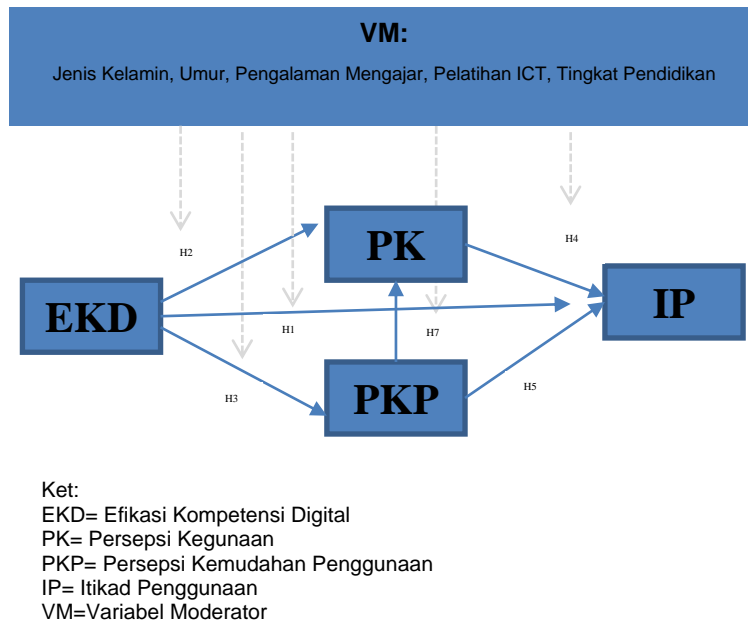 VM:
Jenis Kelamin, Umur, Pengalaman Mengajar, Pelatihan ICT, Tingkat Pendidikan
PK
H2
H4
EKD
IP
H1
H7
H3
PKP
H5
Ket:
EKD= Efikasi Kompetensi Digital
PK= Persepsi Kegunaan
PKP= Persepsi Kemudahan Penggunaan
IP= Itikad Penggunaan
VM=Variabel Moderator